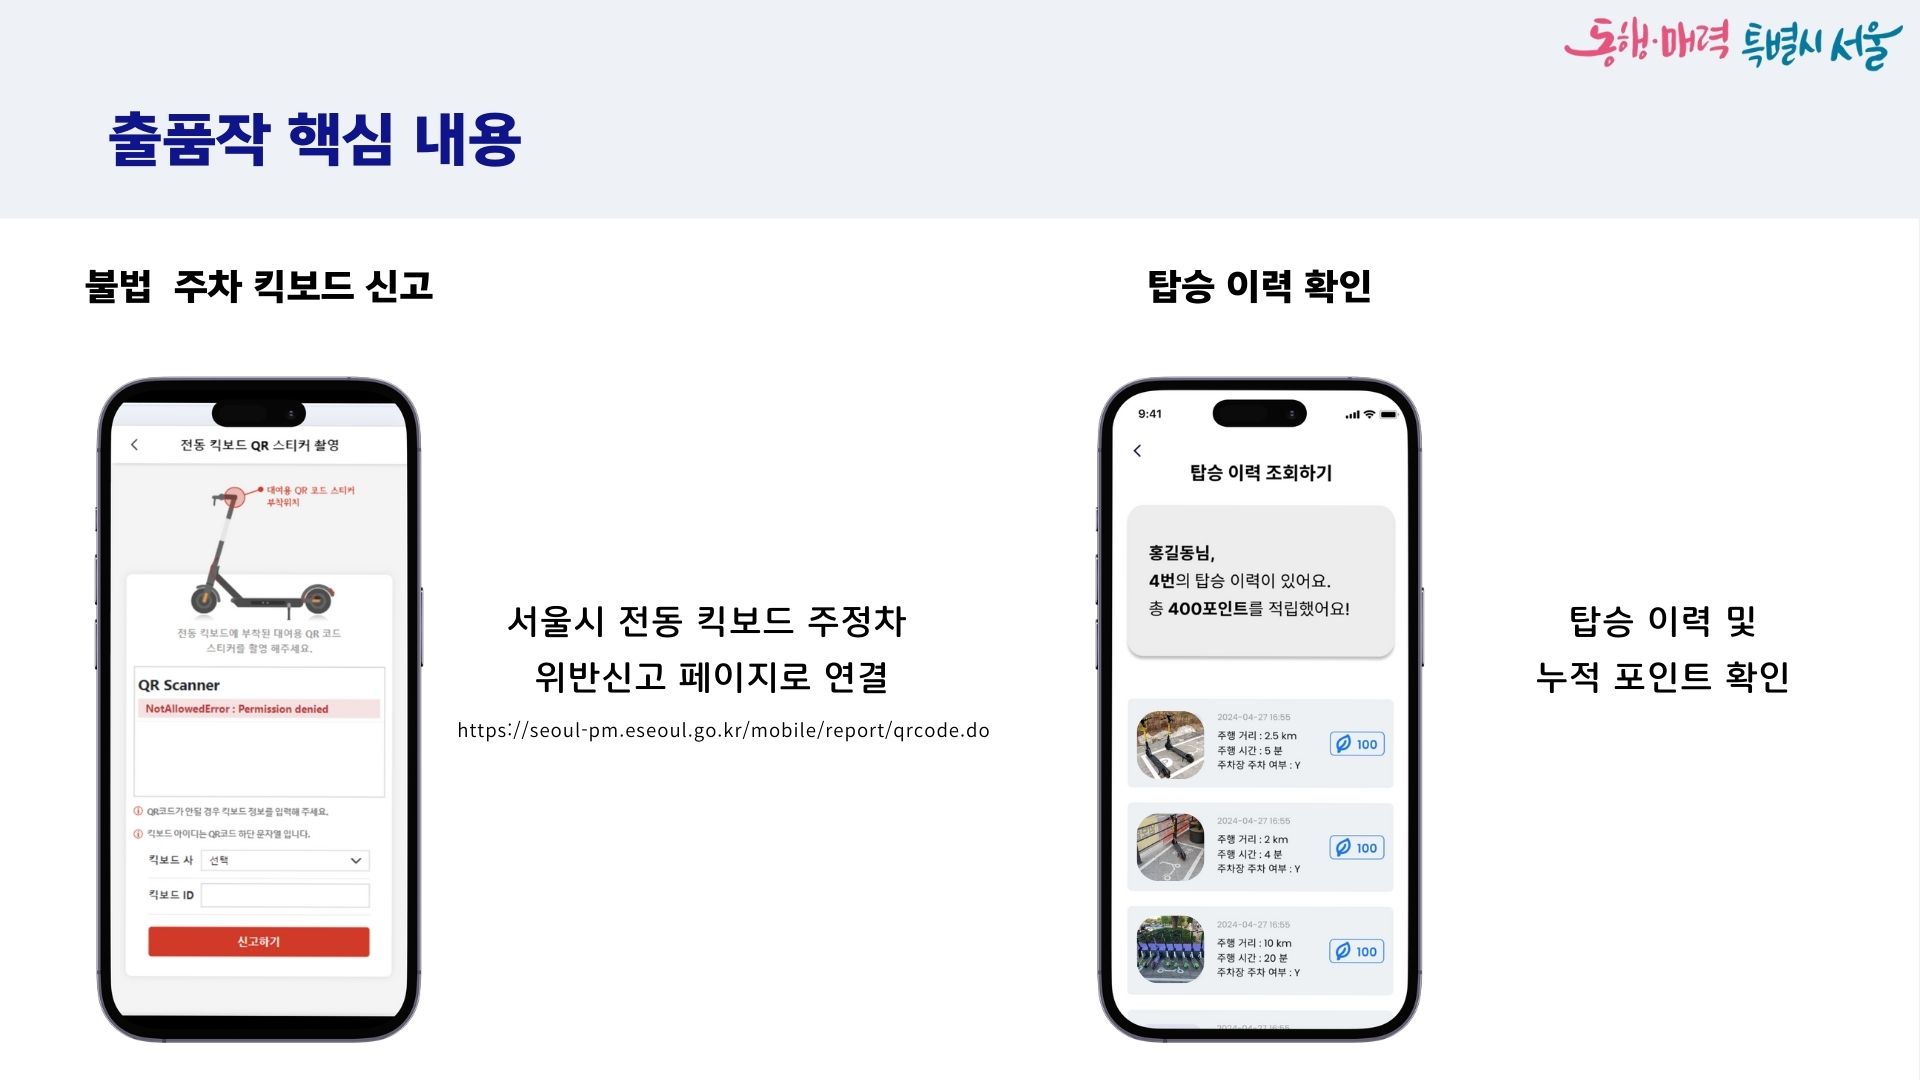 동행·매력 특별시 서울
출품작 핵심 내용
불법 주차 킥보드 신고
전동 킥보드 QR 스티커 촬영
대여용 QR 코드 스티커
부착위치
전동 킥보드에 부착된 대여용 QR 코드
스티커를 촬영 해주세요.
QR Scanner
NotAllowedError : Permission denied
QR코드가 안될 경우 킥보드 정보를 입력해 주세요.
킥보드 아이디는 QR코드 하단 문자열 입니다.
킥보드 사 선택
킥보드 ID
신고하기
서울시 전동 킥보드 주정차
위반신고 페이지로 연결
https://seoul-pm.eseoul.go.kr/mobile/report/qrcode.do
탑승 이력 확인
9:41
탑승 이력 조회하기
홍길동님,
4번의 탑승 이력이 있어요.
총 400포인트를 적립했어요!
2024-04-27 16:55
주행 거리 : 2.5 km
주행 시간 : 5 분
주차장 주차 여부 : Y
100
2024-04-27 16:55
주행 거리 : 2 km
주행 시간 : 4 분
주차장 주차 여부 : Y
100
2024-04-27 16:55
주행 거리 : 10 km
주행 시간 : 20 분
주차장 주차 여부 : Y
100
2024-04-27 16:55
탑승 이력 및
누적 포인트 확인